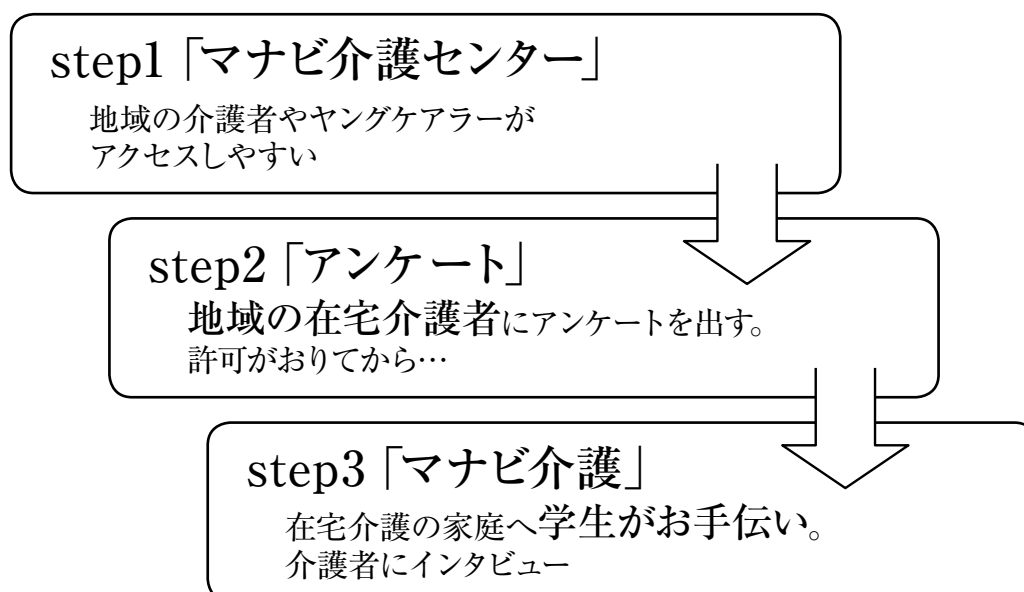 step1「マナビ介護センター」
地域の介護者やヤングケアラーが
アクセスしやすい
step2「アンケート」
地域の在宅介護者にアンケートを出す。
許可がおりてから…
step3「マナビ介護」
在宅介護の家庭へ学生がお手伝い。
介護者にインタビュー